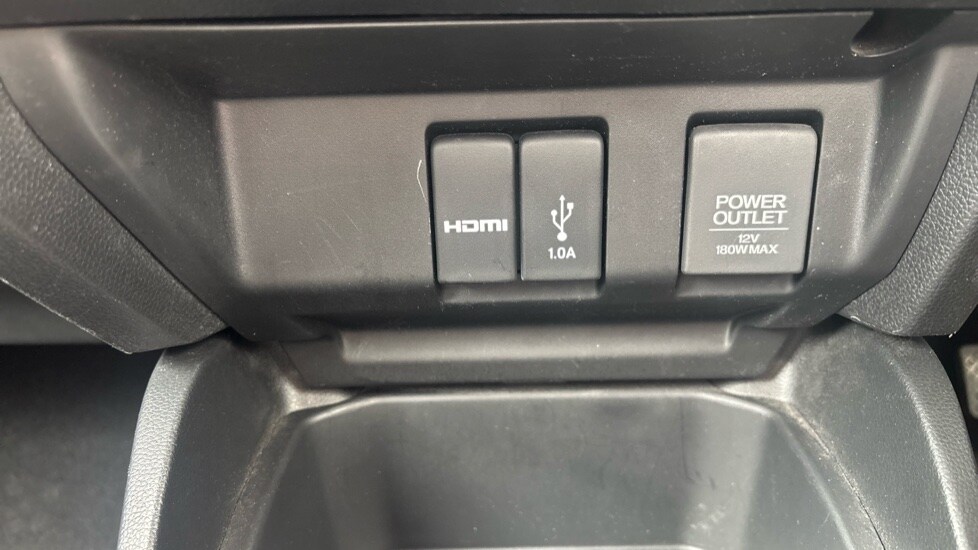 HDMI
1.0A
POWER
OUTLET
12V
180W MAX